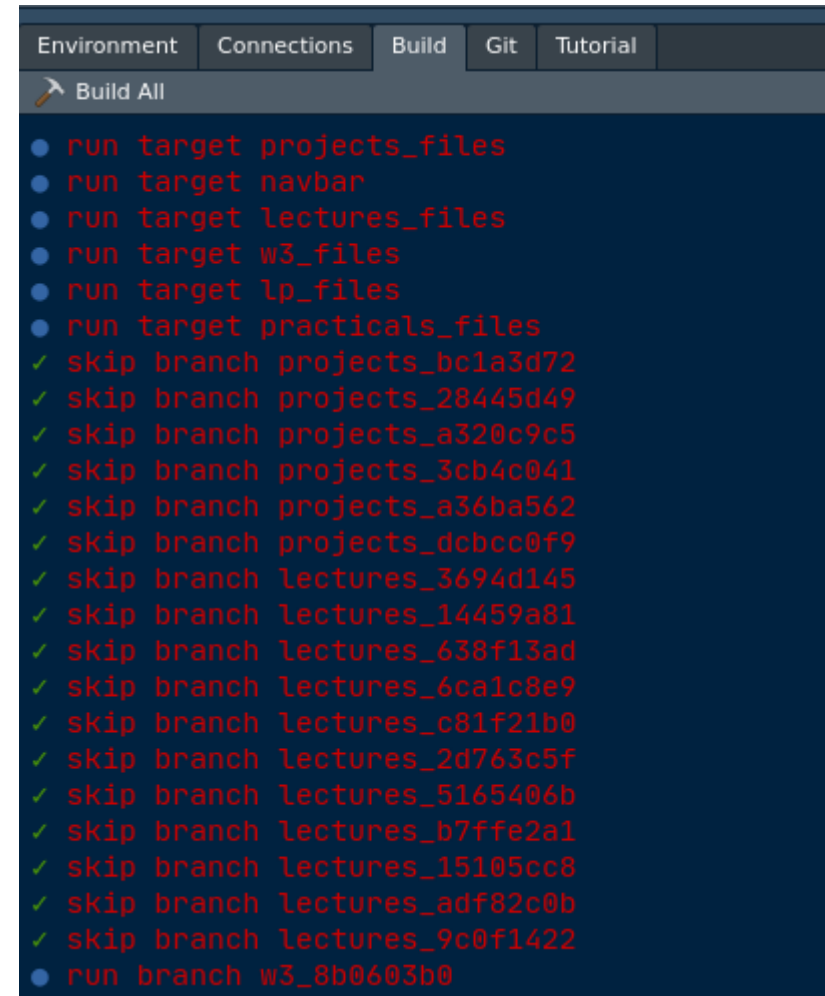 Environment Connections Build Git Tutorial
Build All
● run target projects_files
● run target navbar
● run target lectures_files
● run target w3_files
● run target lp_files
● run target practicals_files
✓ skip branch projects_bc1a3d72
✓ skip branch projects_28445d49
✓ skip branch projects_a320c9c5
✓ skip branch projects_3cb4c041
✓ skip branch projects_a36ba562
✓ skip branch projects_dcbcc0f9
✓ skip branch lectures_3694d145
✓ skip branch lectures_14459a81
✓ skip branch lectures_638f13ad
✓ skip branch lectures_6ca1c8e9
✓ skip branch lectures_c81f21b0
✓ skip branch lectures_2d763c5f
✓ skip branch lectures_5165406b
✓ skip branch lectures_b7ffe2a1
✓ skip branch lectures_15105cc8
✓ skip branch lectures_adf82c0b
✓ skip branch lectures_9c0f1422
● run branch w3_8b0603b0